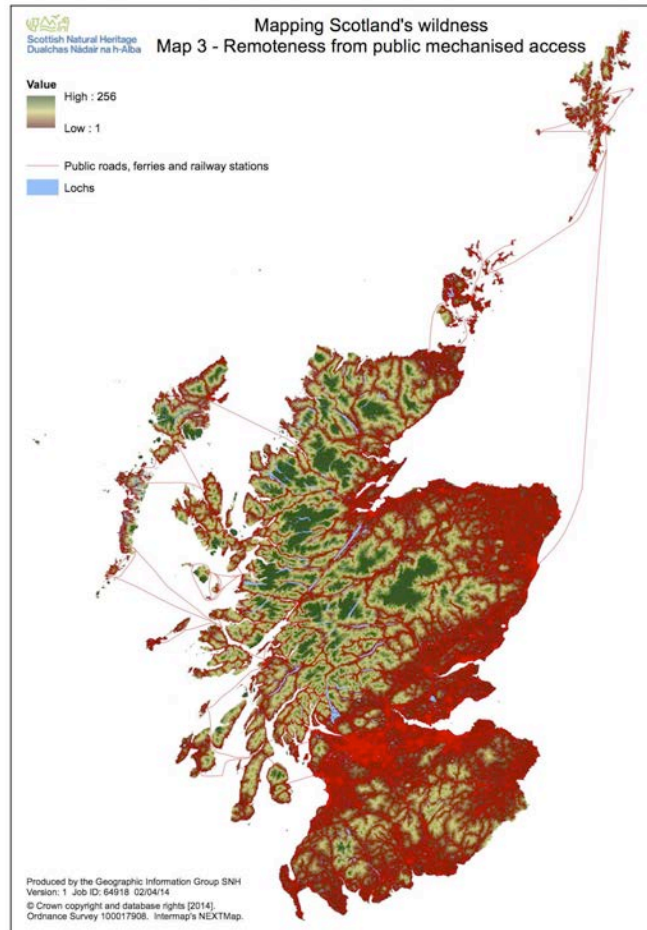 Scottish Natural Heritage
Dualchas Nàdair na h-Alba
Mapping Scotland's wildness
Map 3 - Remoteness from public mechanised access
Value
High : 256
Low : 1
Public roads, ferries and railway stations
Lochs
Produced by the Geographic Information Group SNH
Version: 1 Job ID: 64918 02/04/14
© Crown copyright and database rights [2014].
Ordnance Survey 100017908. Intermap's NEXTMap.